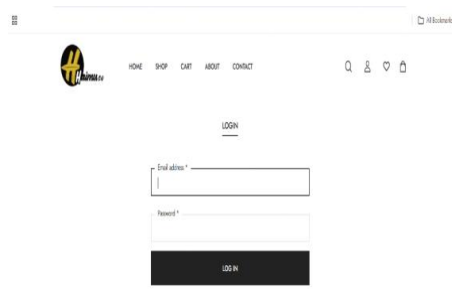 All Bookmarks
HOME SHOP CART ABOUT CONTACT
LOGIN
Email address *
Password *
LOG IN